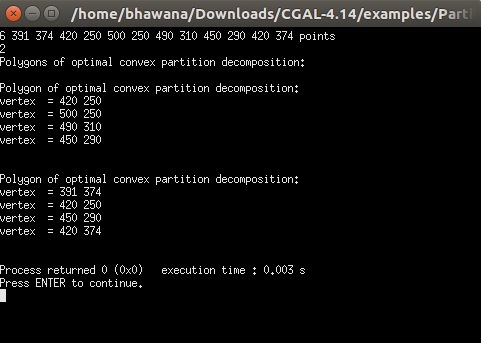 /home/bhawana/Downloads/CGAL-4.14/examples/Parti
6 391 374 420 250 500 250 490 310 450 290 420 374 points
2
Polygons of optimal convex partition decomposition:
Polygon of optimal convex partition decomposition:
vertex  = 420 250
vertex  = 500 250
vertex  = 490 310
vertex  = 450 290
Polygon of optimal convex partition decomposition:
vertex  = 391 374
vertex  = 420 250
vertex  = 450 290
vertex  = 420 374
Process returned 0 (0x0)   execution time : 0.003 s
Press ENTER to continue.